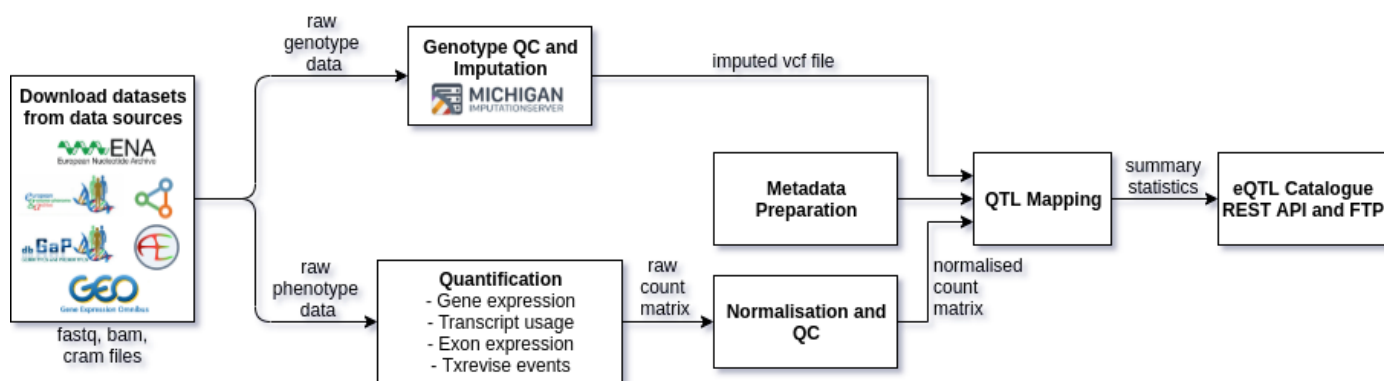 Download datasets
from data sources
ENA
European Nucleotide Archive
db GaP
GEO
Gene Expression Omnibus
fastq, bam,
cram files
raw
genotype
data
Genotype QC and
Imputation
MICHIGAN
IMPUTATIONSERVER
imputed vcf file
raw
phenotype
data
Quantification
- Gene expression
- Transcript usage
- Exon expression
- Txrevise events
raw
count
matrix
Metadata
Preparation
Normalisation and
QC
normalised
count
matrix
QTL Mapping
summary
statistics
eQTL Catalogue
REST API and FTP